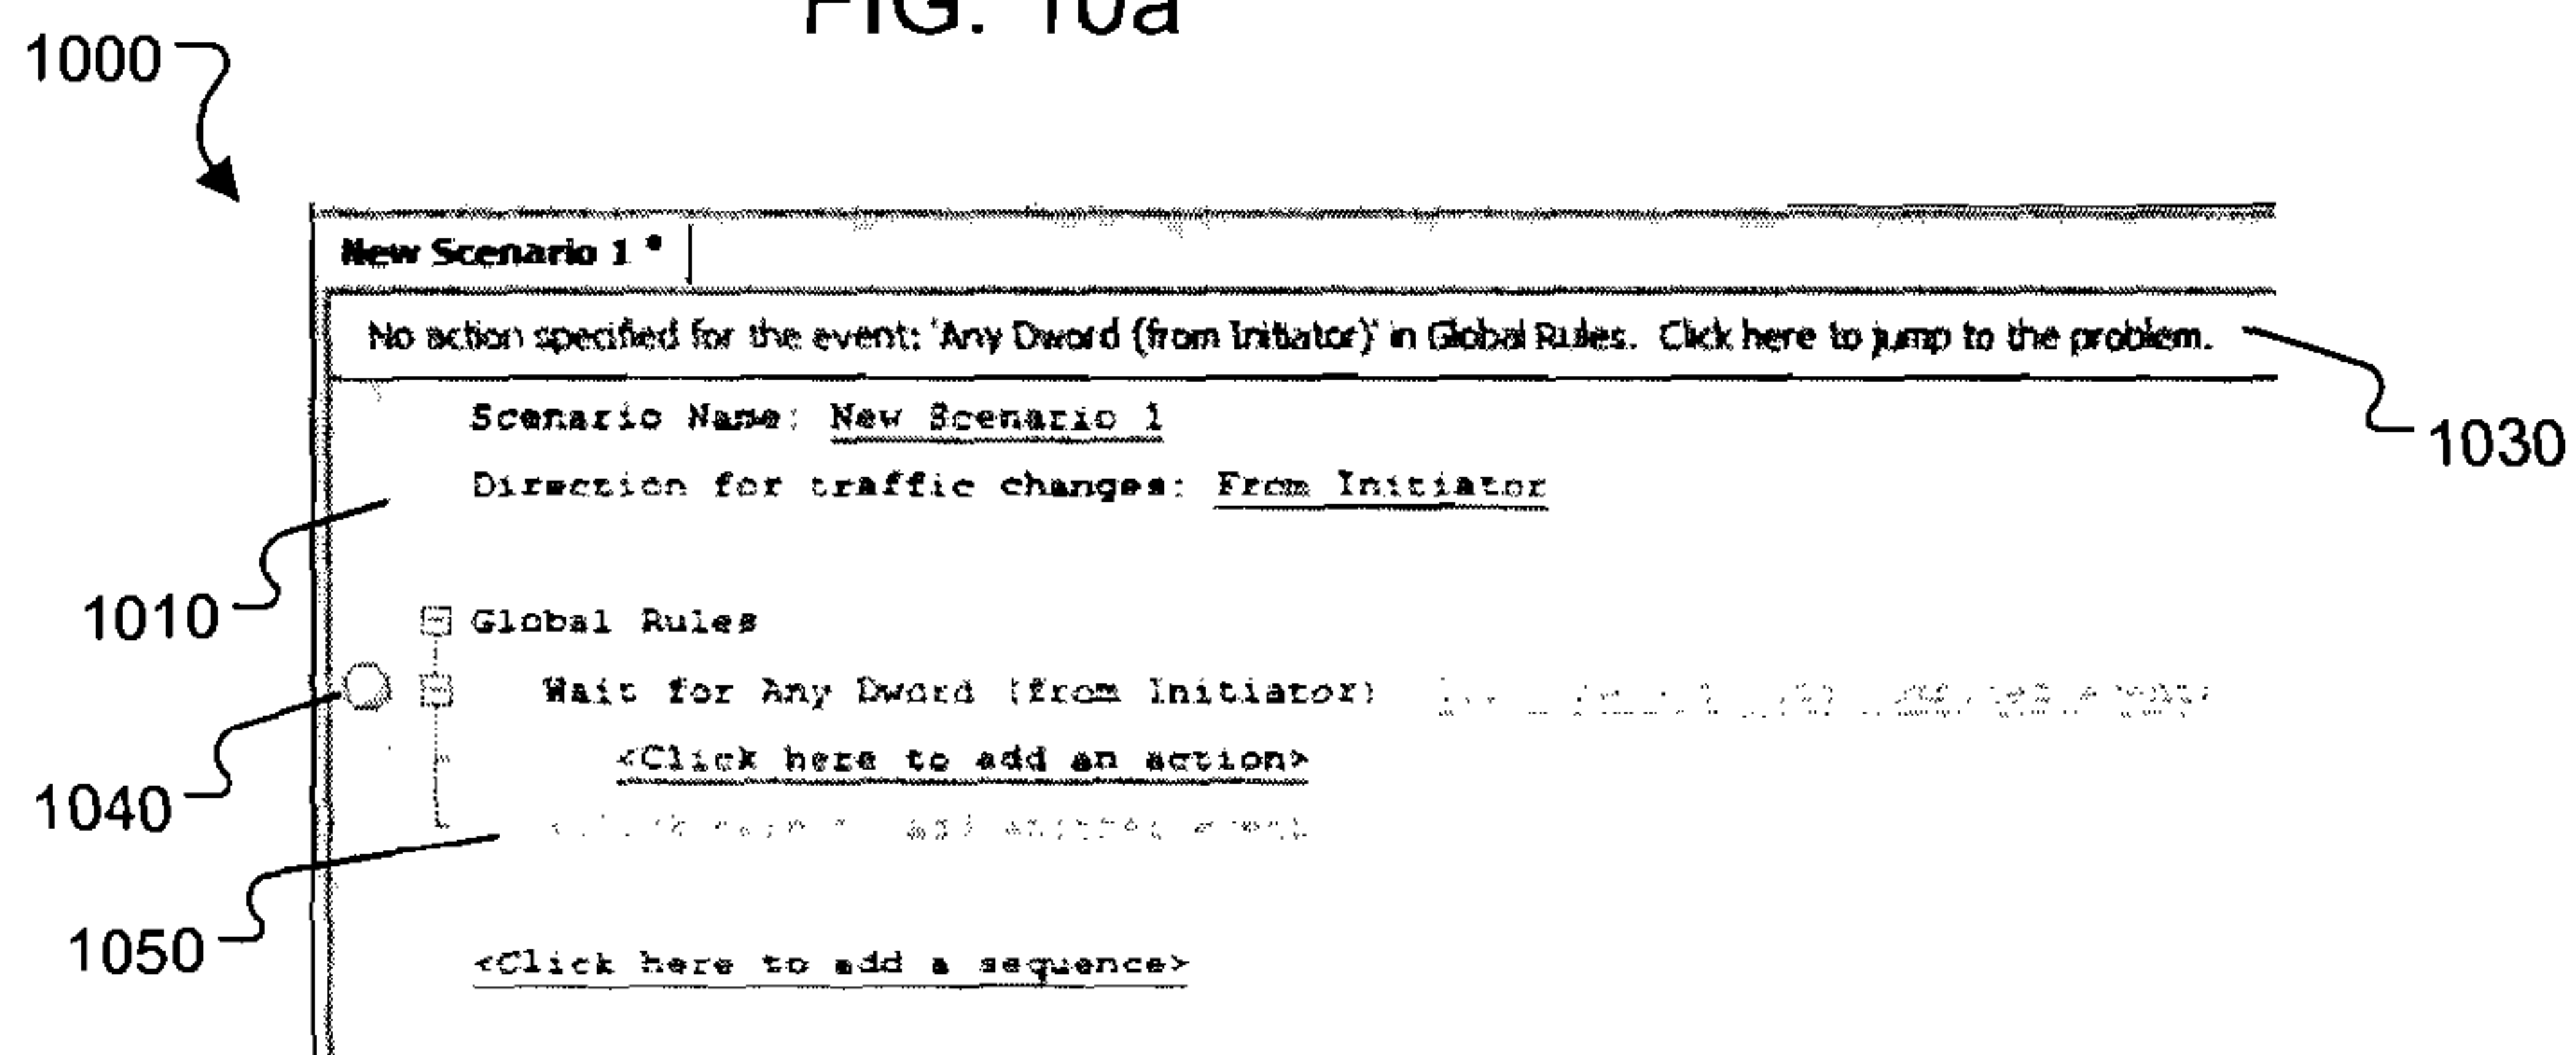 FIG. 10a
1000
New Scenario 1 *
No action specified for the event: 'Any Dword (from Initiator)' in Global Rules. Click here to jump to the problem.
1030
Scenario Name: New Scenario 1
Direction for traffic changes: From Initiator
1010
Global Rules
Wait for Any Dword (from Initiator)
1040
<Click here to add an action>
add another event
1050
<Click here to add a sequence>